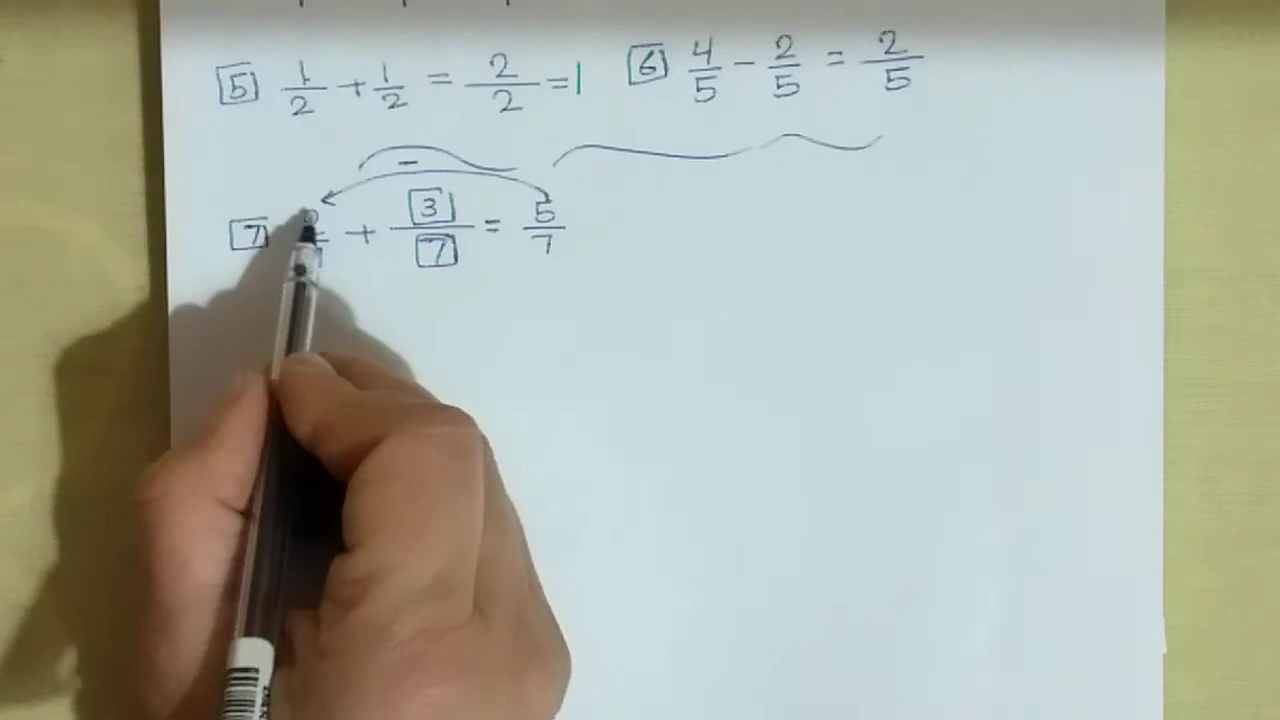 [5] 1/2 + 1/2 = 2/2 = 1 [6] 4/5 - 2/5 = 2/5
-
[7] + [3]/[7] = 5/7